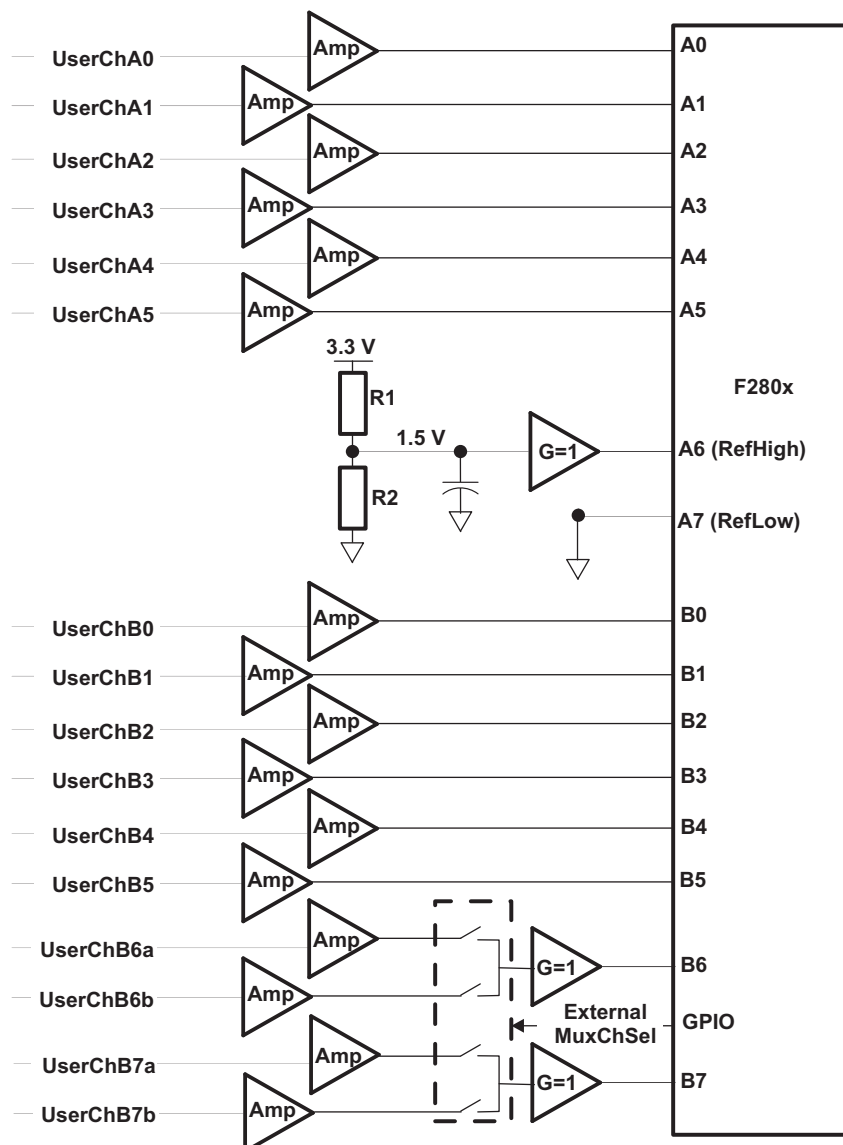 UserChA0 Amp A0
UserChA1 Amp A1
UserChA2 Amp A2
UserChA3 Amp A3
UserChA4 Amp A4
UserChA5 Amp A5
3.3 V
R1
F280x
1.5 V G=1 A6 (RefHigh)
R2
A7 (RefLow)
UserChB0 Amp B0
UserChB1 Amp B1
UserChB2 Amp B2
UserChB3 Amp B3
UserChB4 Amp B4
UserChB5 Amp B5
UserChB6a Amp
G=1 B6
UserChB6b Amp
External
MuxChSel
GPIO
UserChB7a Amp
G=1 B7
UserChB7b Amp